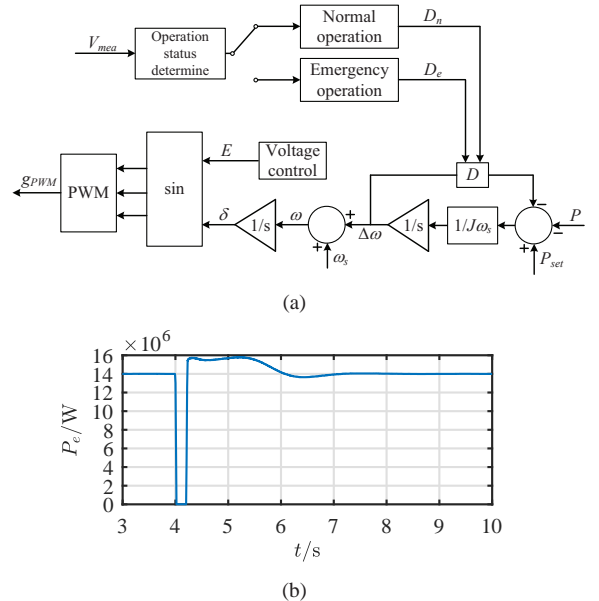 V_mea
Operation
status
determine
Normal
operation
D_n
Emergency
operation
D_e
g_PWM
PWM
sin
E
Voltage
control
D
δ
1/s
ω
+
+
ω_s
Δω
1/s
1/Jω_s
−
−
+
P
P_set
(a)
× 10^6
16
14
12
10
8
6
4
2
0
P_e/W
3 4 5 6 7 8 9 10
t/s
(b)